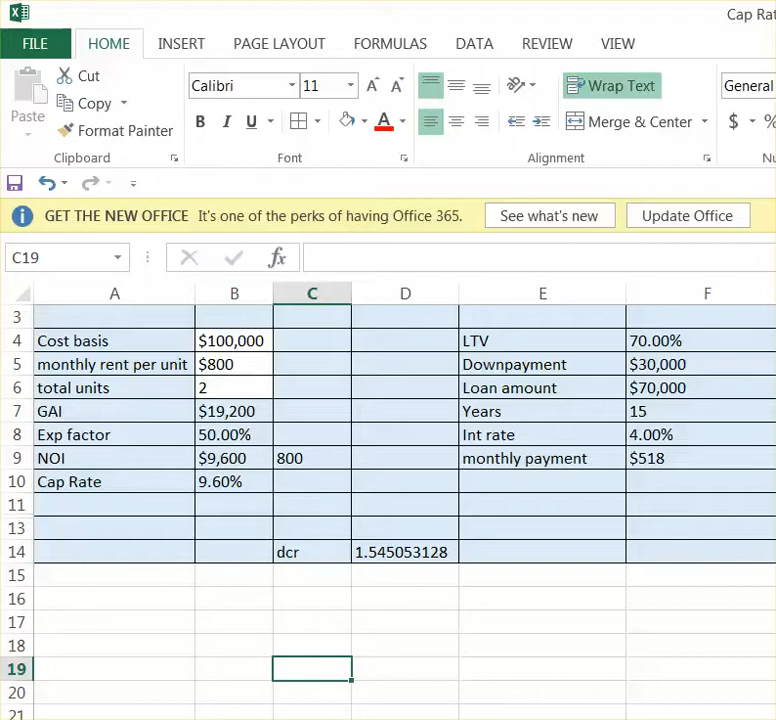 Cap Rat
FILE HOME INSERT PAGE LAYOUT FORMULAS DATA REVIEW VIEW
Cut
Copy
Paste
Format Painter
Calibri 11 A A
B I U A
Wrap Text
Merge & Center
General
$ %
Clipboard Font Alignment Nu
GET THE NEW OFFICE It's one of the perks of having Office 365. See what's new Update Office
C19 fx
A B C D E F
3
4 Cost basis $100,000 LTV 70.00%
5 monthly rent per unit $800 Downpayment $30,000
6 total units 2 Loan amount $70,000
7 GAI $19,200 Years 15
8 Exp factor 50.00% Int rate 4.00%
9 NOI $9,600 800 monthly payment $518
10 Cap Rate 9.60%
11
13
14 dcr 1.545053128
15
16
17
18
19
20
21